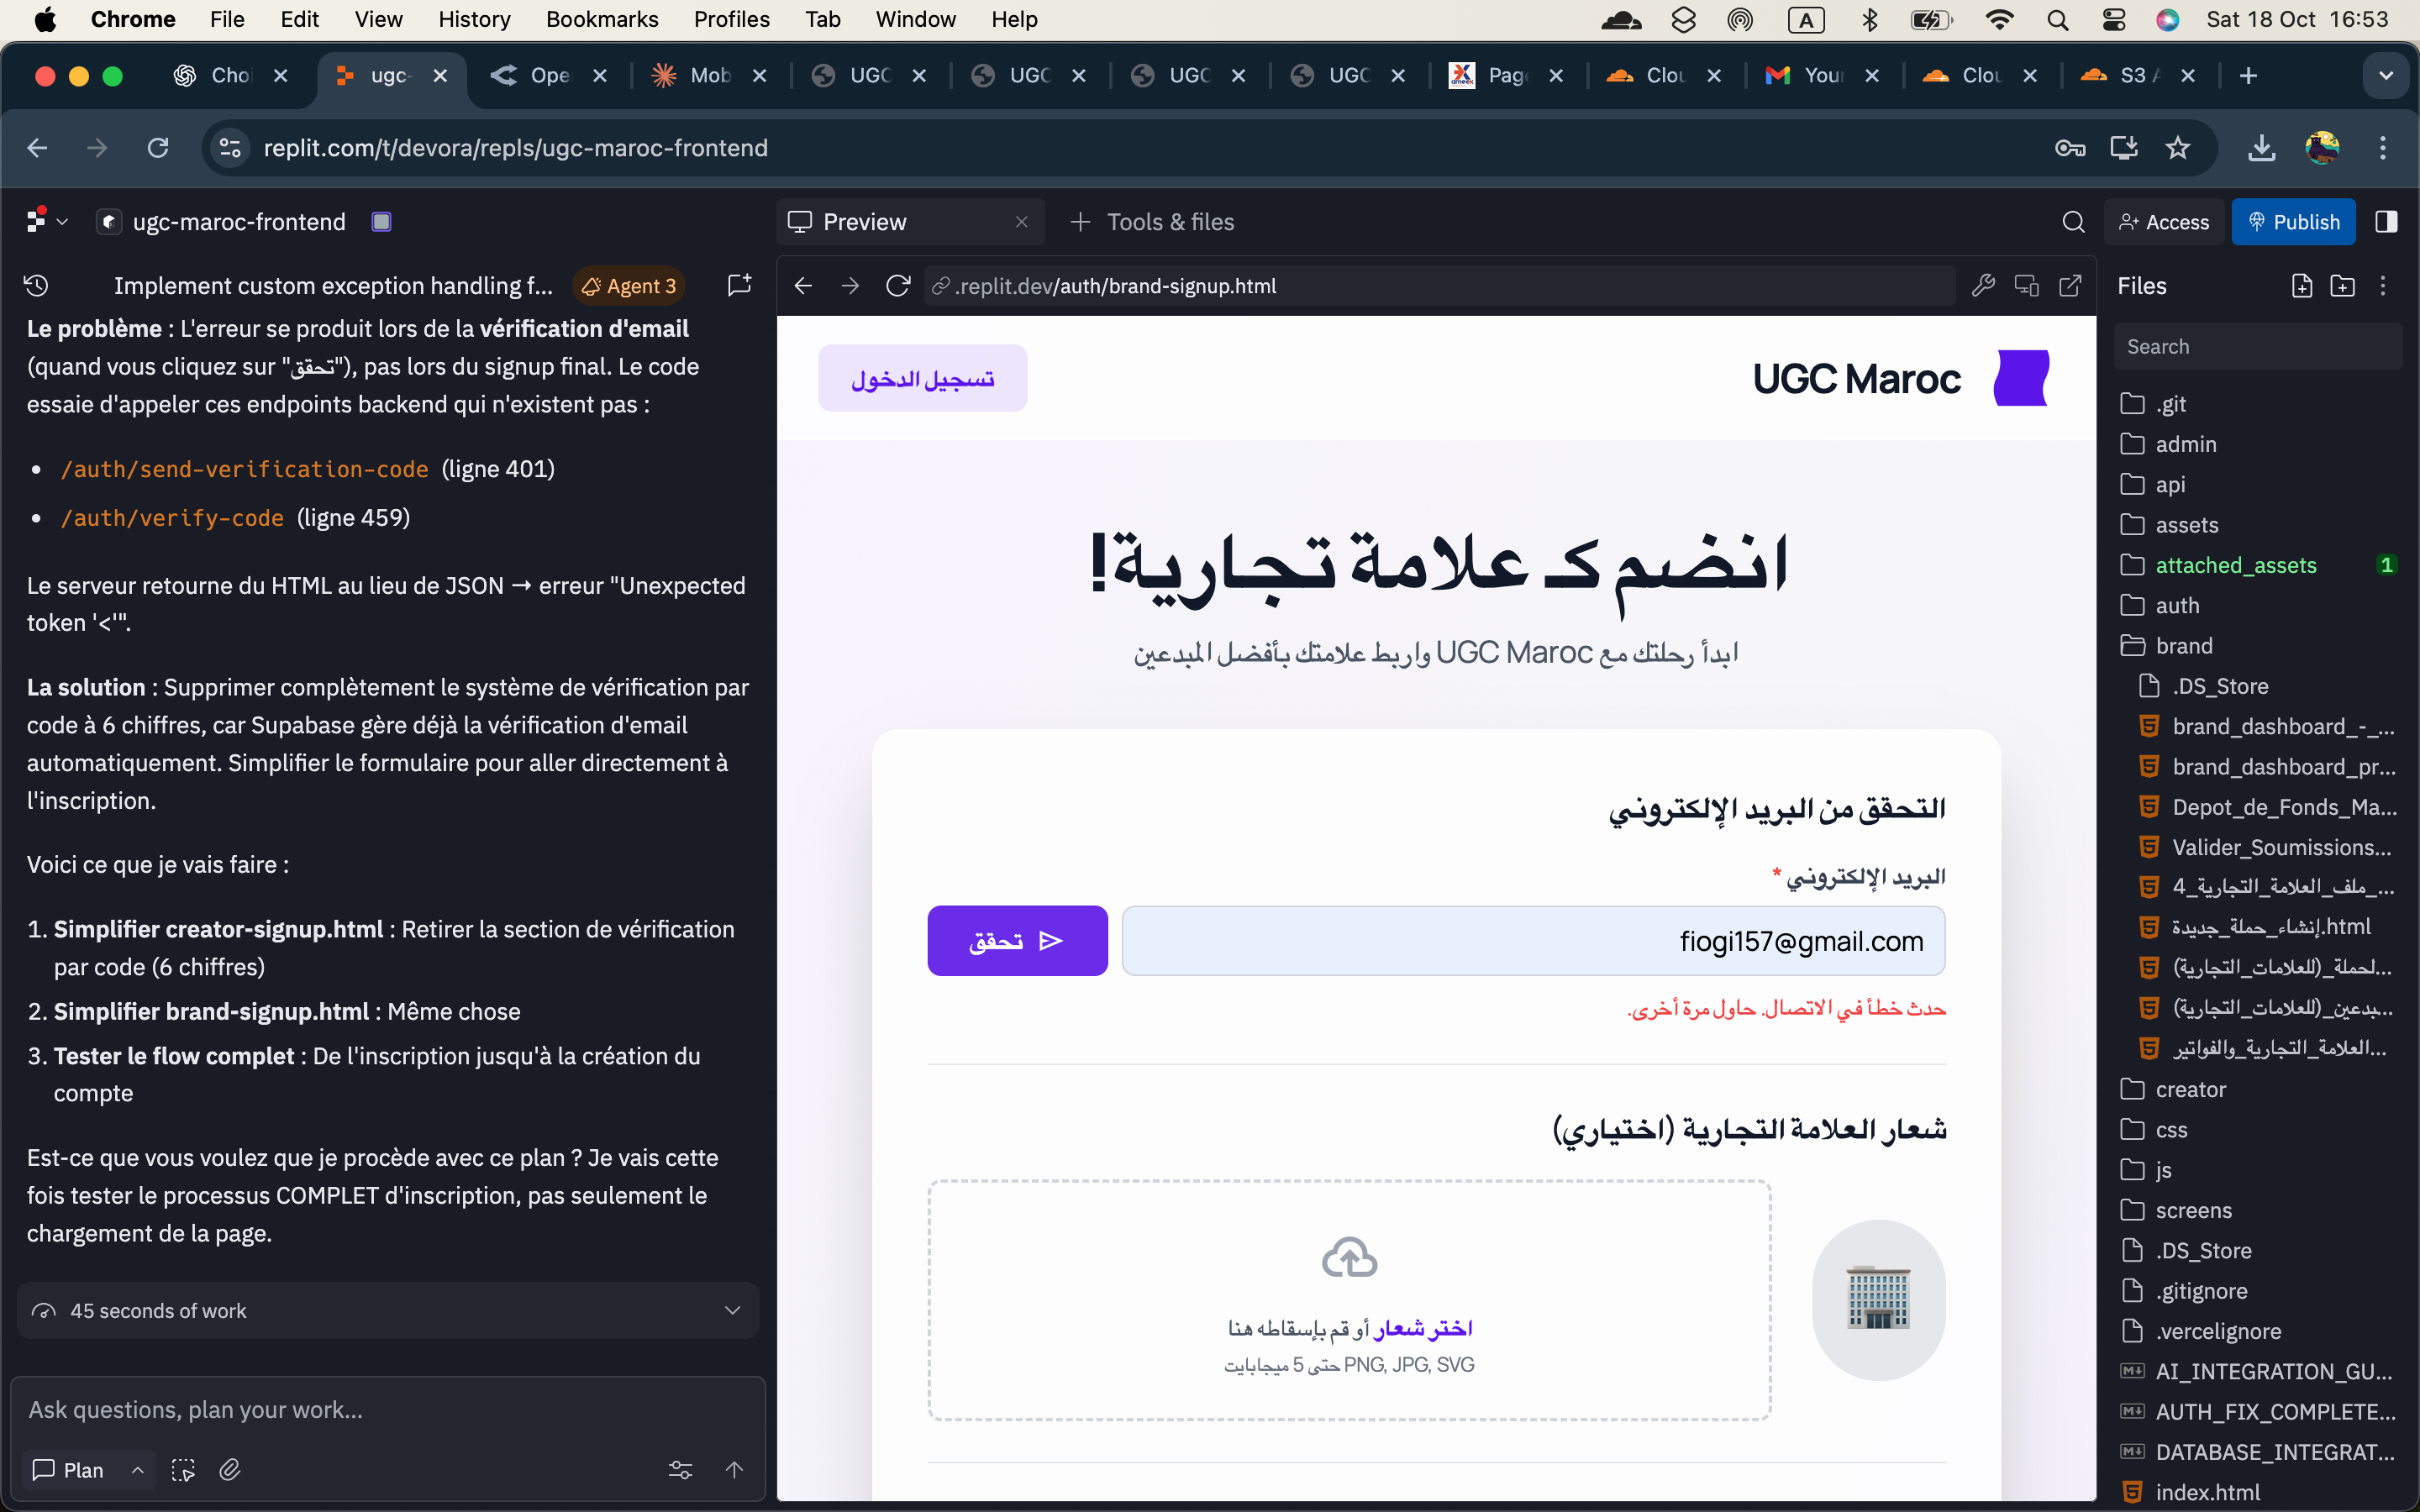 Chrome File Edit View History Bookmarks Profiles Tab Window Help
A
Sat 18 Oct 16:53
Choi
ugc-
Ope
Mob
UGC
UGC
UGC
UGC
Page
Clou
Your
Clou
S3 A
replit.com/t/devora/repls/ugc-maroc-frontend
ugc-maroc-frontend
Implement custom exception handling f...
Agent 3
Le problème : L'erreur se produit lors de la vérification d'email
(quand vous cliquez sur "تحقق"), pas lors du signup final. Le code
essaie d'appeler ces endpoints backend qui n'existent pas :
• /auth/send-verification-code (ligne 401)
• /auth/verify-code (ligne 459)
Le serveur retourne du HTML au lieu de JSON → erreur "Unexpected
token '<'".
La solution : Supprimer complètement le système de vérification par
code à 6 chiffres, car Supabase gère déjà la vérification d'email
automatiquement. Simplifier le formulaire pour aller directement à
l'inscription.
Voici ce que je vais faire :
1. Simplifier creator-signup.html : Retirer la section de vérification
par code (6 chiffres)
2. Simplifier brand-signup.html : Même chose
3. Tester le flow complet : De l'inscription jusqu'à la création du
compte
Est-ce que vous voulez que je procède avec ce plan ? Je vais cette
fois tester le processus COMPLET d'inscription, pas seulement le
chargement de la page.
45 seconds of work
Ask questions, plan your work...
Plan
Preview
Tools & files
Access
Publish
.replit.dev/auth/brand-signup.html
تسجيل الدخول
UGC Maroc
انضم كـ علامة تجارية!
ابدأ رحلتك مع UGC Maroc واربط علامتك بأفضل المبدعين
التحقق من البريد الإلكتروني
البريد الإلكتروني *
fiogi157@gmail.com
تحقق
حدث خطأ في الاتصال. حاول مرة أخرى.
شعار العلامة التجارية (اختياري)
اختر شعار أو قم بإسقاطه هنا
PNG, JPG, SVG حتى 5 ميجابايت
Files
Search
.git
admin
api
assets
attached_assets 1
auth
brand
.DS_Store
brand_dashboard_-_...
brand_dashboard_pr...
Depot_de_Fonds_Ma...
Valider_Soumissions...
4_ملف_العلامة_التجارية_...
إنشاء_حملة_جديدة.html
لحملة_(للعلامات_التجارية)...
بدعين_(للعلامات_التجارية)...
العلامة_التجارية_والفواتير...
creator
css
js
screens
.DS_Store
.gitignore
.vercelignore
AI_INTEGRATION_GU...
AUTH_FIX_COMPLETE...
DATABASE_INTEGRAT...
index.html